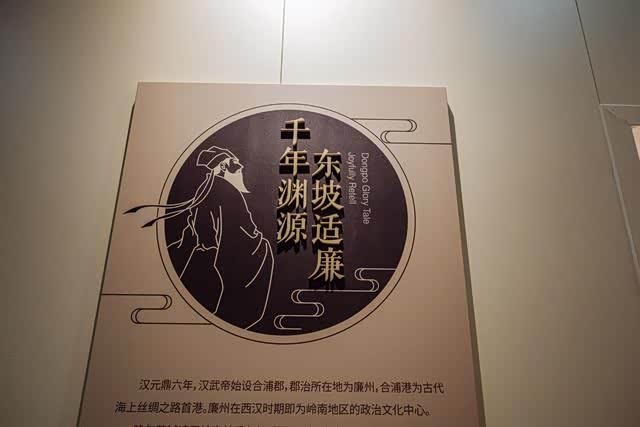 东坡适廉
千年渊源
Dongpo Glory Tale
Joyfully Retell
汉元鼎六年，汉武帝始设合浦郡，郡治所在地为廉州，合浦港为古代
海上丝绸之路首港。廉州在西汉时期即为岭南地区的政治文化中心。